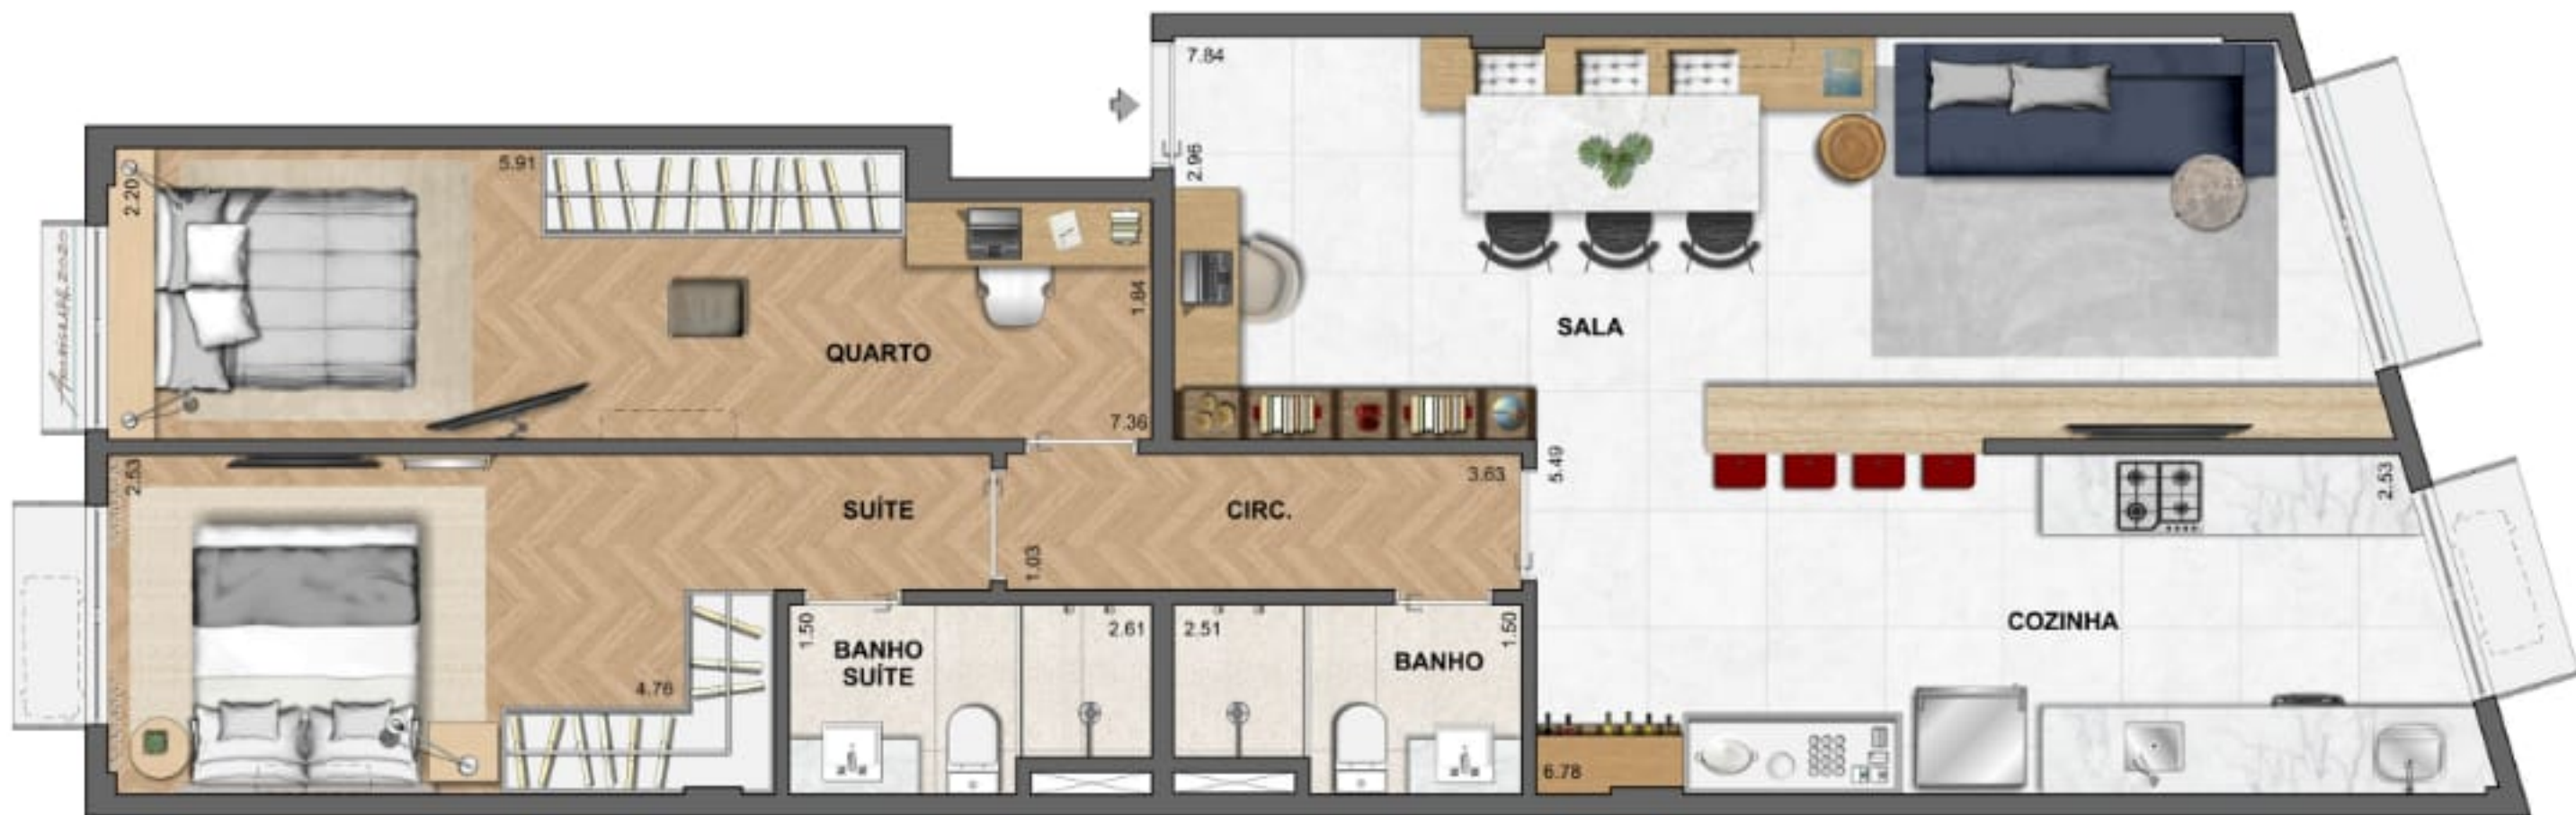 7.84
2.96
5.91
2.20
1.84
QUARTO
7.36
SALA
2.53
SUÍTE
3.63
CIRC.
1.03
5.49
2.53
COZINHA
1.50
BANHO
SUÍTE
2.61
2.51
1.50
BANHO
4.76
6.78